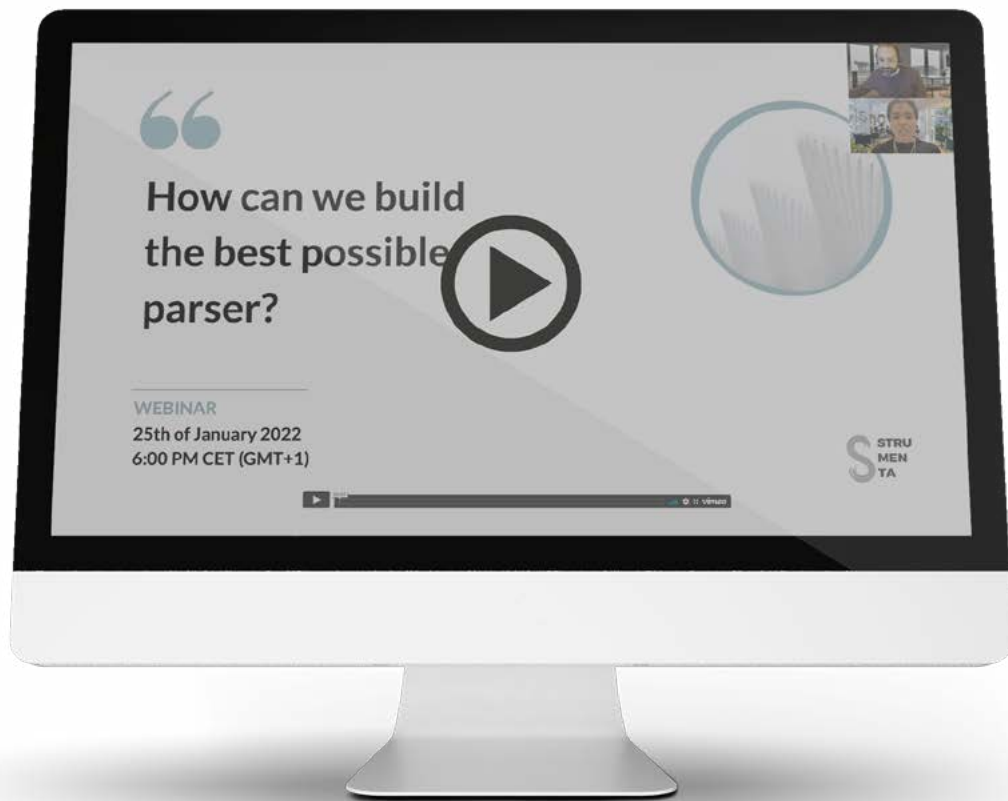 How can we build
the best possible
parser?
WEBINAR
25th of January 2022
6:00 PM CET (GMT+1)
STRU
MEN
TA
vimeo